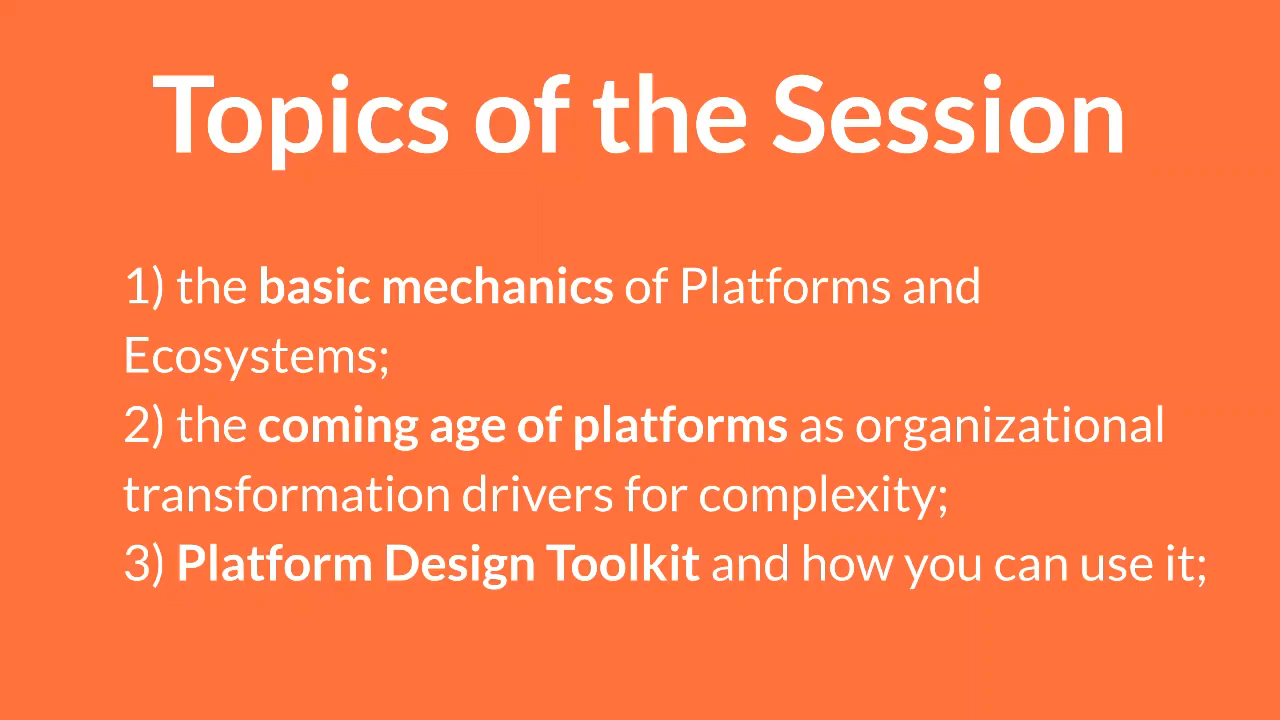 Topics of the Session
1) the basic mechanics of Platforms and
Ecosystems;
2) the coming age of platforms as organizational
transformation drivers for complexity;
3) Platform Design Toolkit and how you can use it;